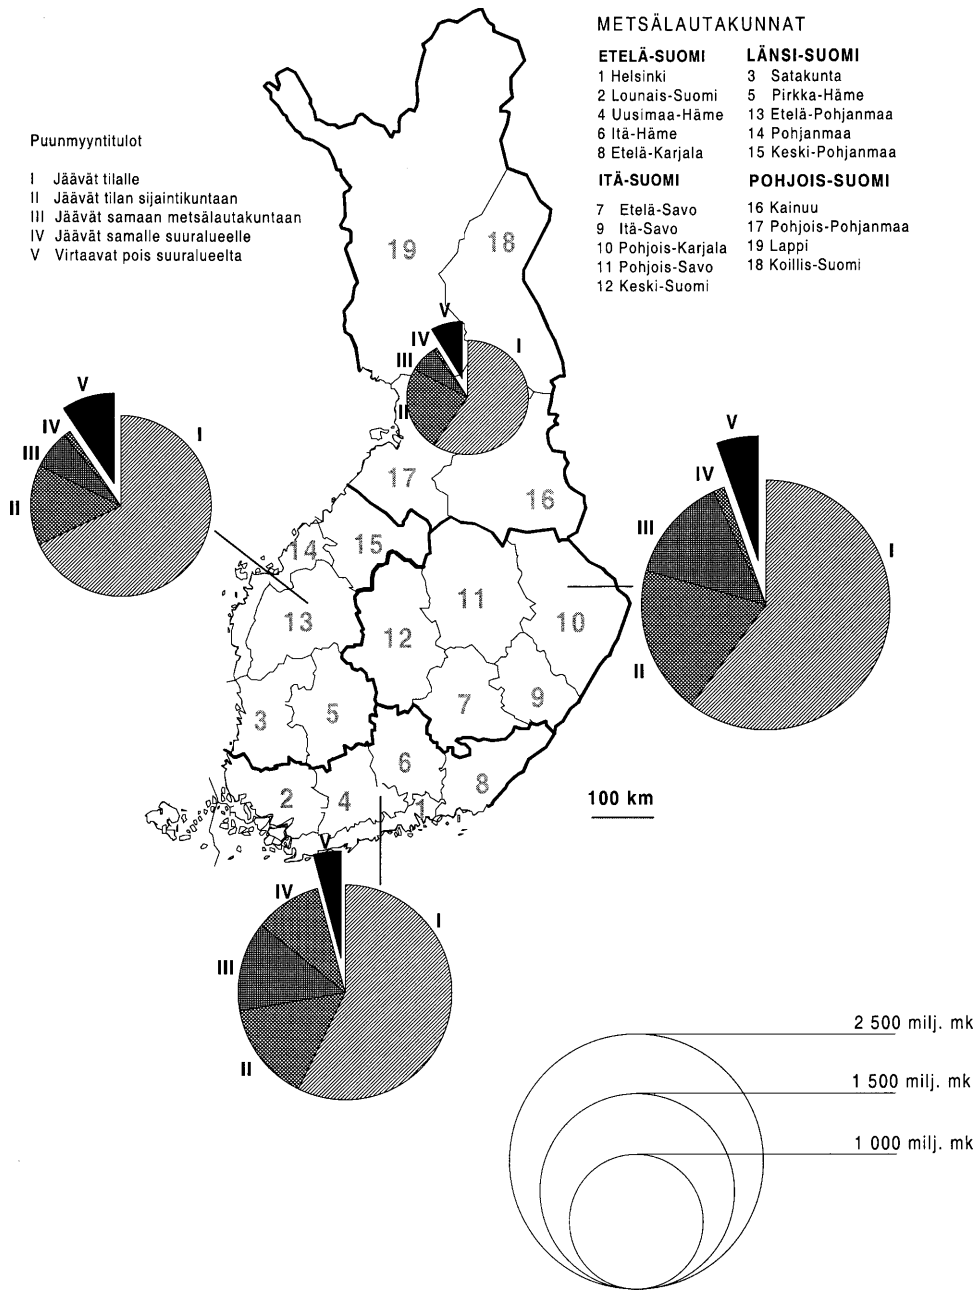 METSÄLAUTAKUNNAT
ETELÄ-SUOMI
1 Helsinki
2 Lounais-Suomi
4 Uusimaa-Häme
6 Itä-Häme
8 Etelä-Karjala
LÄNSI-SUOMI
3 Satakunta
5 Pirkka-Häme
13 Etelä-Pohjanmaa
14 Pohjanmaa
15 Keski-Pohjanmaa
ITÄ-SUOMI
7 Etelä-Savo
9 Itä-Savo
10 Pohjois-Karjala
11 Pohjois-Savo
12 Keski-Suomi
POHJOIS-SUOMI
16 Kainuu
17 Pohjois-Pohjanmaa
19 Lappi
18 Koillis-Suomi
Puunmyyntitulot
I Jäävät tilalle
II Jäävät tilan sijaintikuntaan
III Jäävät samaan metsälautakuntaan
IV Jäävät samalle suuralueelle
V Virtaavat pois suuralueelta
19
18
V
IV
I
III
II
V
IV
I
III
II
17
16
V
IV
III
I
II
14
15
13
12
11
10
3
5
7
9
6
8
2
4
1
100 km
V
IV
I
III
II
2 500 milj. mk
1 500 milj. mk
1 000 milj. mk